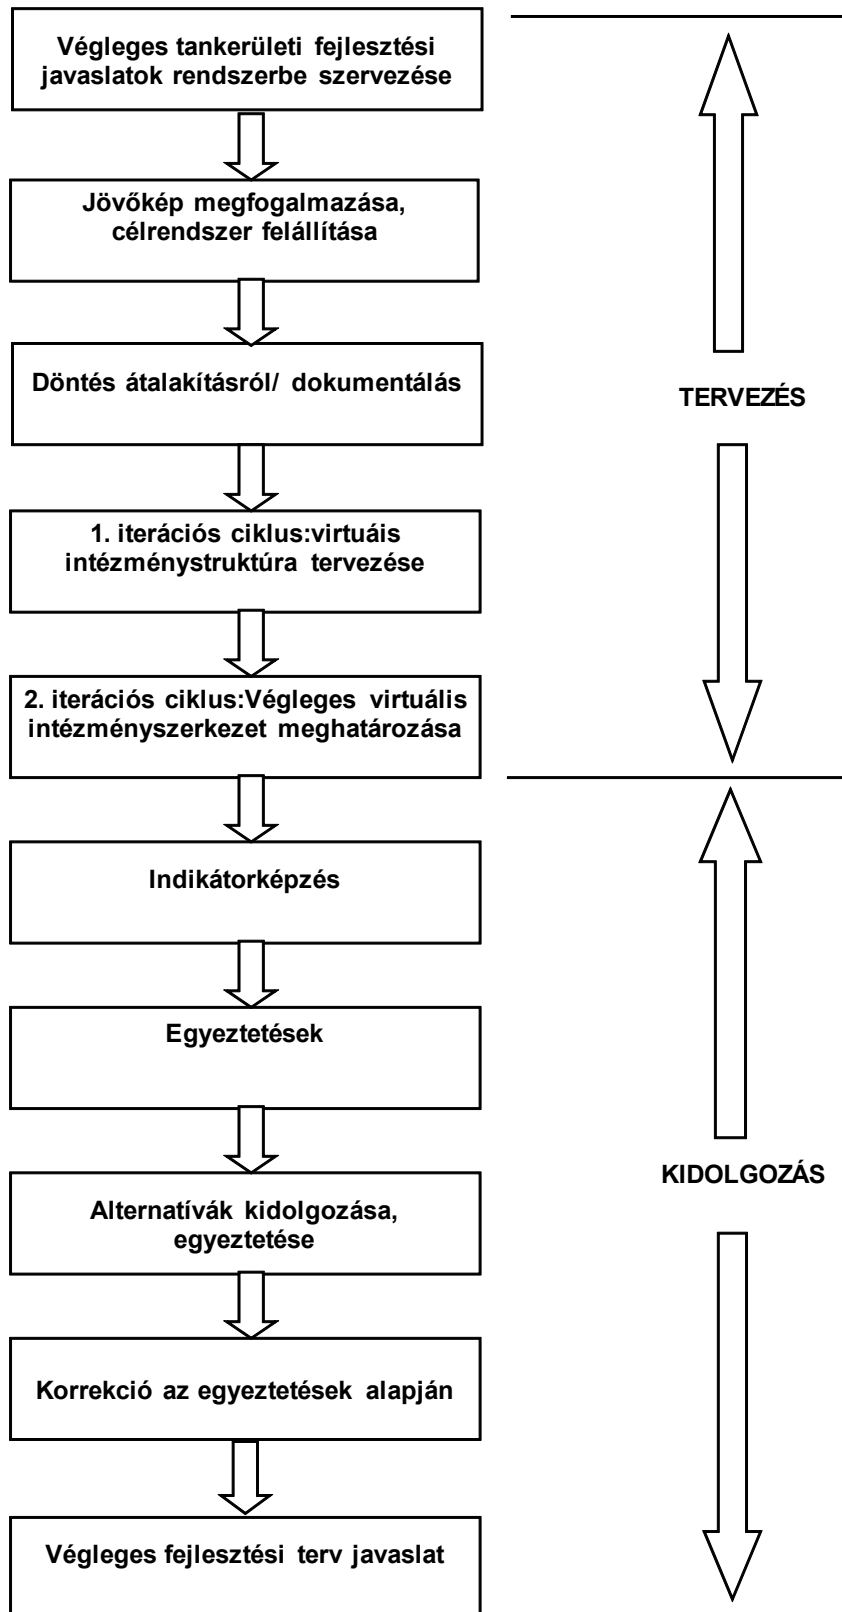 Végleges tankerületi fejlesztési
javaslatok rendszerbe szervezése
Jövőkép megfogalmazása,
célrendszer felállítása
Döntés átalakításról/ dokumentálás
TERVEZÉS
1. iterációs ciklus:virtuáis
intézménystruktúra tervezése
2. iterációs ciklus:Végleges virtuális
intézményszerkezet meghatározása
Indikátorképzés
Egyeztetések
KIDOLGOZÁS
Alternatívák kidolgozása,
egyeztetése
Korrekció az egyeztetések alapján
Végleges fejlesztési terv javaslat